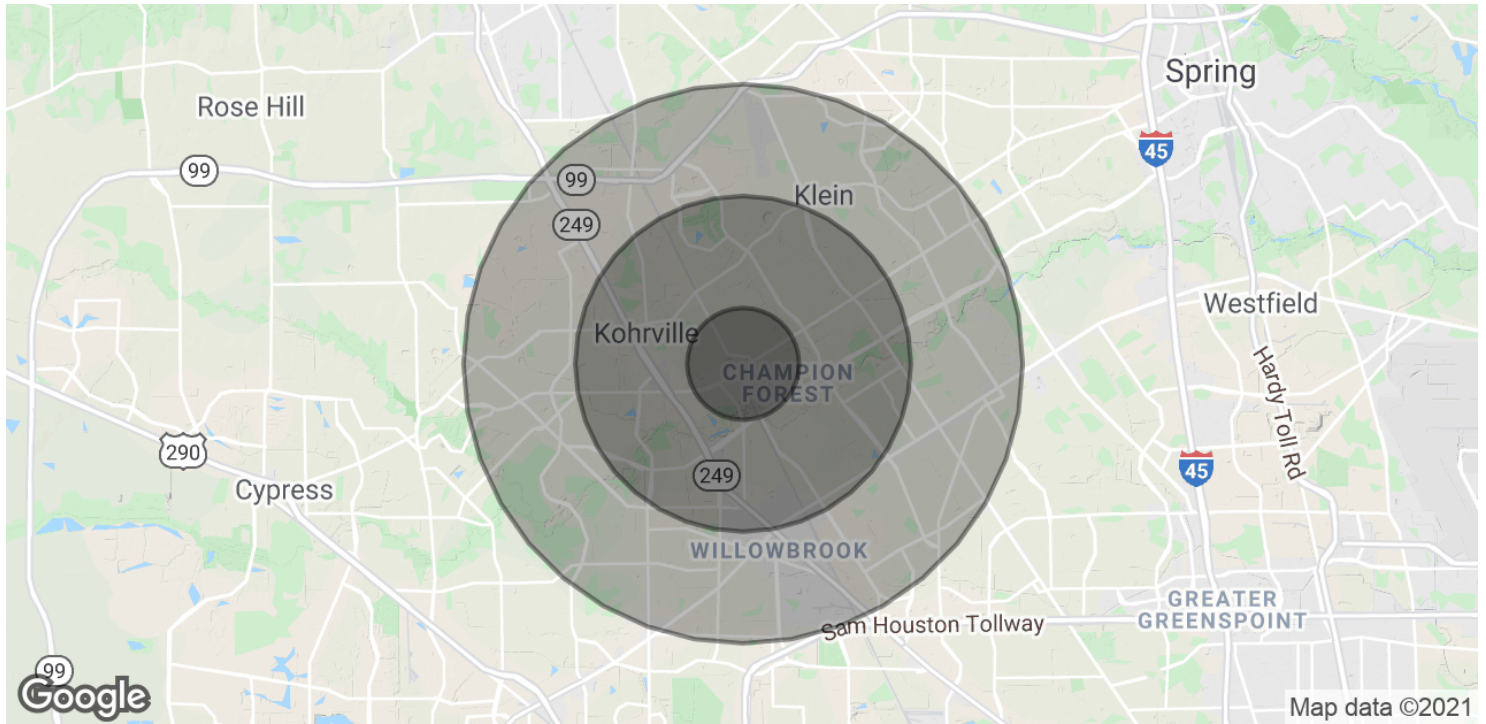 Spring
Rose Hill
45
99
99
Klein
249
Westfield
Kohrville
CHAMPION
FOREST
Hardy Toll Rd
290
249
45
Cypress
WILLOWBROOK
GREATER
GREENSPOINT
Sam Houston Tollway
99
Google
Map data ©2021